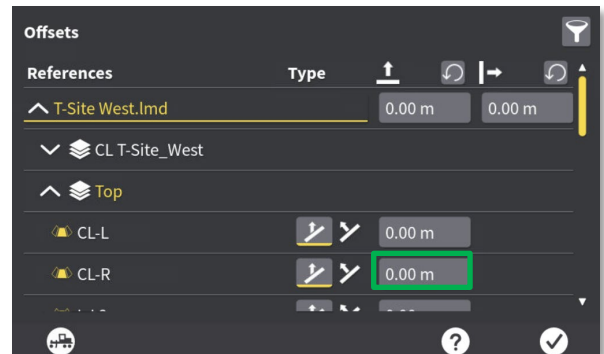 Offsets
References Type
T-Site West.lmd 0.00 m 0.00 m
CL T-Site_West
Top
CL-L 0.00 m
CL-R 0.00 m
?